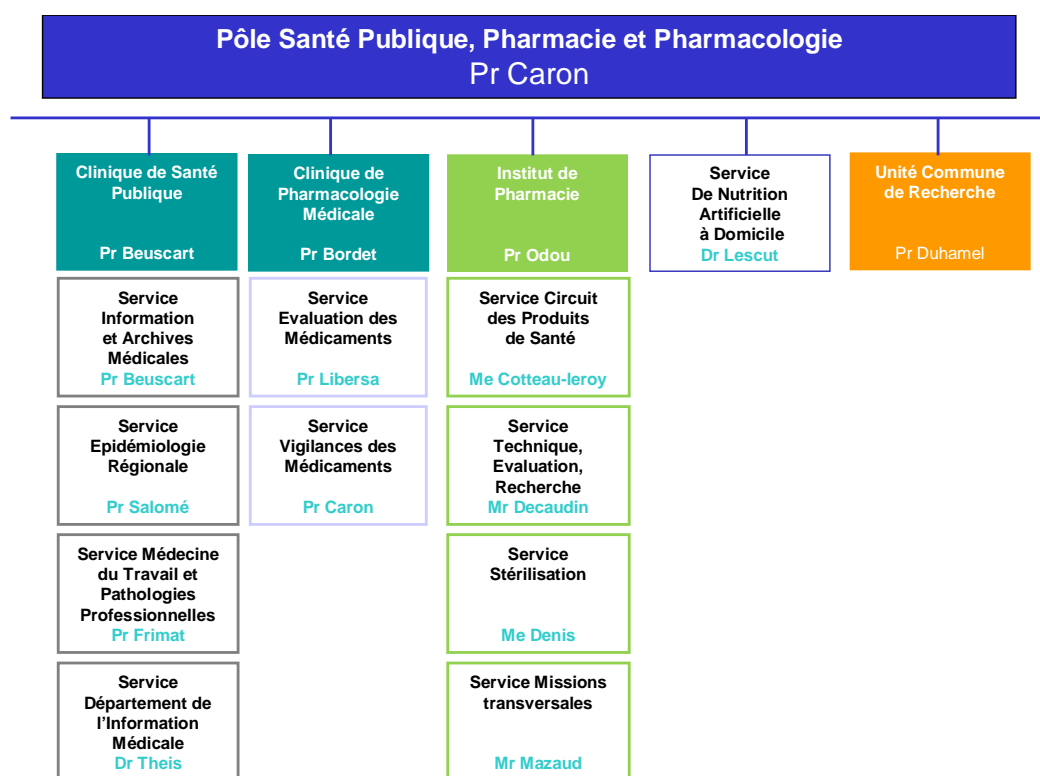 Pôle Santé Publique, Pharmacie et Pharmacologie
Pr Caron
Clinique de Santé
Publique
Pr Beuscart
Clinique de
Pharmacologie
Médicale
Pr Bordet
Institut de
Pharmacie
Pr Odou
Service
De Nutrition
Artificielle
à Domicile
Dr Lescut
Unité Commune
de Recherche
Pr Duhamel
Service
Information
et Archives
Médicales
Pr Beuscart
Service
Evaluation des
Médicaments
Pr Libersa
Service Circuit
des Produits
de Santé
Me Cotteau-leroy
Service
Epidémiologie
Régionale
Pr Salomé
Service
Vigilances des
Médicaments
Pr Caron
Service
Technique,
Evaluation,
Recherche
Mr Decaudin
Service Médecine
du Travail et
Pathologies
Professionnelles
Pr Frimat
Service
Stérilisation
Me Denis
Service
Département de
l’Information
Médicale
Dr Theis
Service Missions
transversales
Mr Mazaud